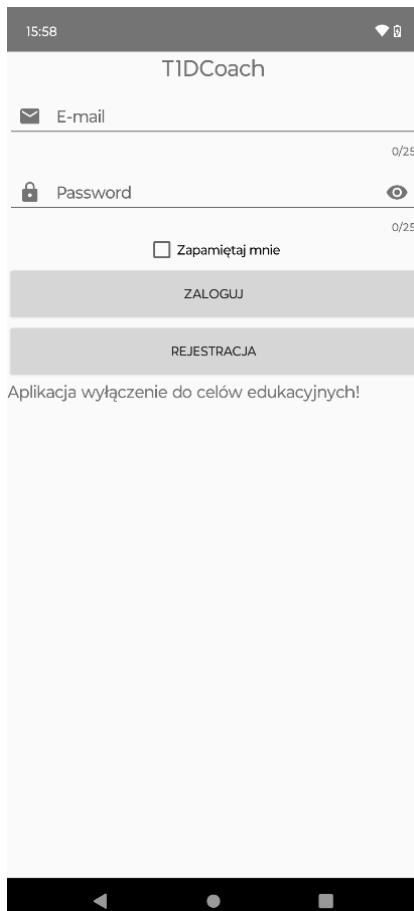 15:58
T1DCoach
E-mail
0/25
Password
0/25
Zapamiętaj mnie
ZALOGUJ
REJESTRACJA
Aplikacja wyłączenie do celów edukacyjnych!